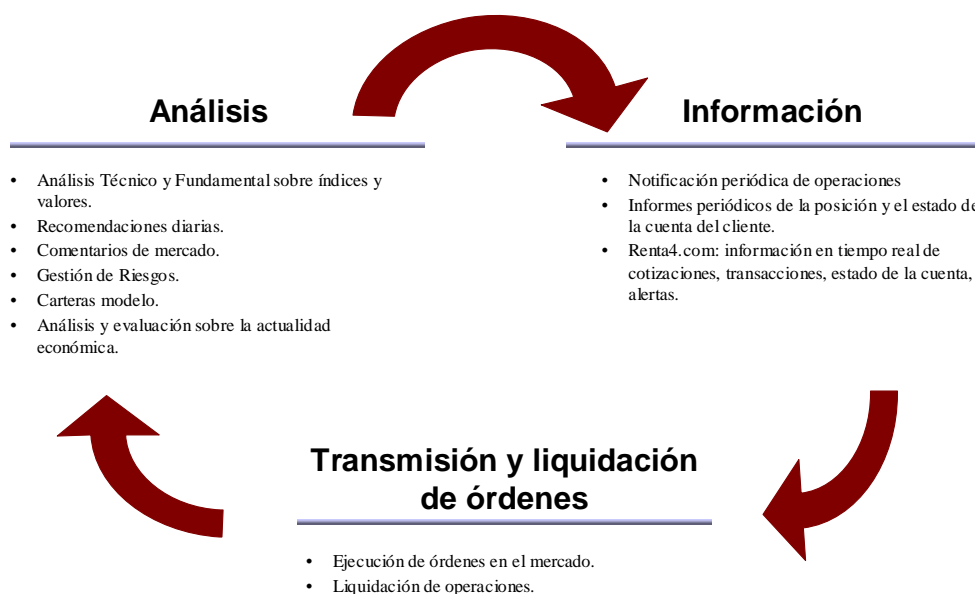 Análisis
• Análisis Técnico y Fundamental sobre índices y
valores.
• Recomendaciones diarias.
• Comentarios de mercado.
• Gestión de Riesgos.
• Carteras modelo.
• Análisis y evaluación sobre la actualidad
económica.
Información
• Notificación periódica de operaciones
• Informes periódicos de la posición y el estado de
la cuenta del cliente.
• Renta4.com: información en tiempo real de
cotizaciones, transacciones, estado de la cuenta,
alertas.
Transmisión y liquidación
de órdenes
• Ejecución de órdenes en el mercado.
• Liquidación de operaciones.